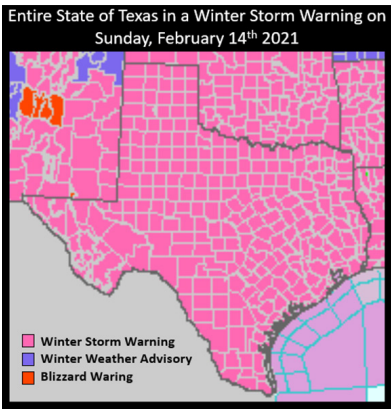 Entire State of Texas in a Winter Storm Warning on
Sunday, February 14th 2021
Winter Storm Warning
Winter Weather Advisory
Blizzard Waring